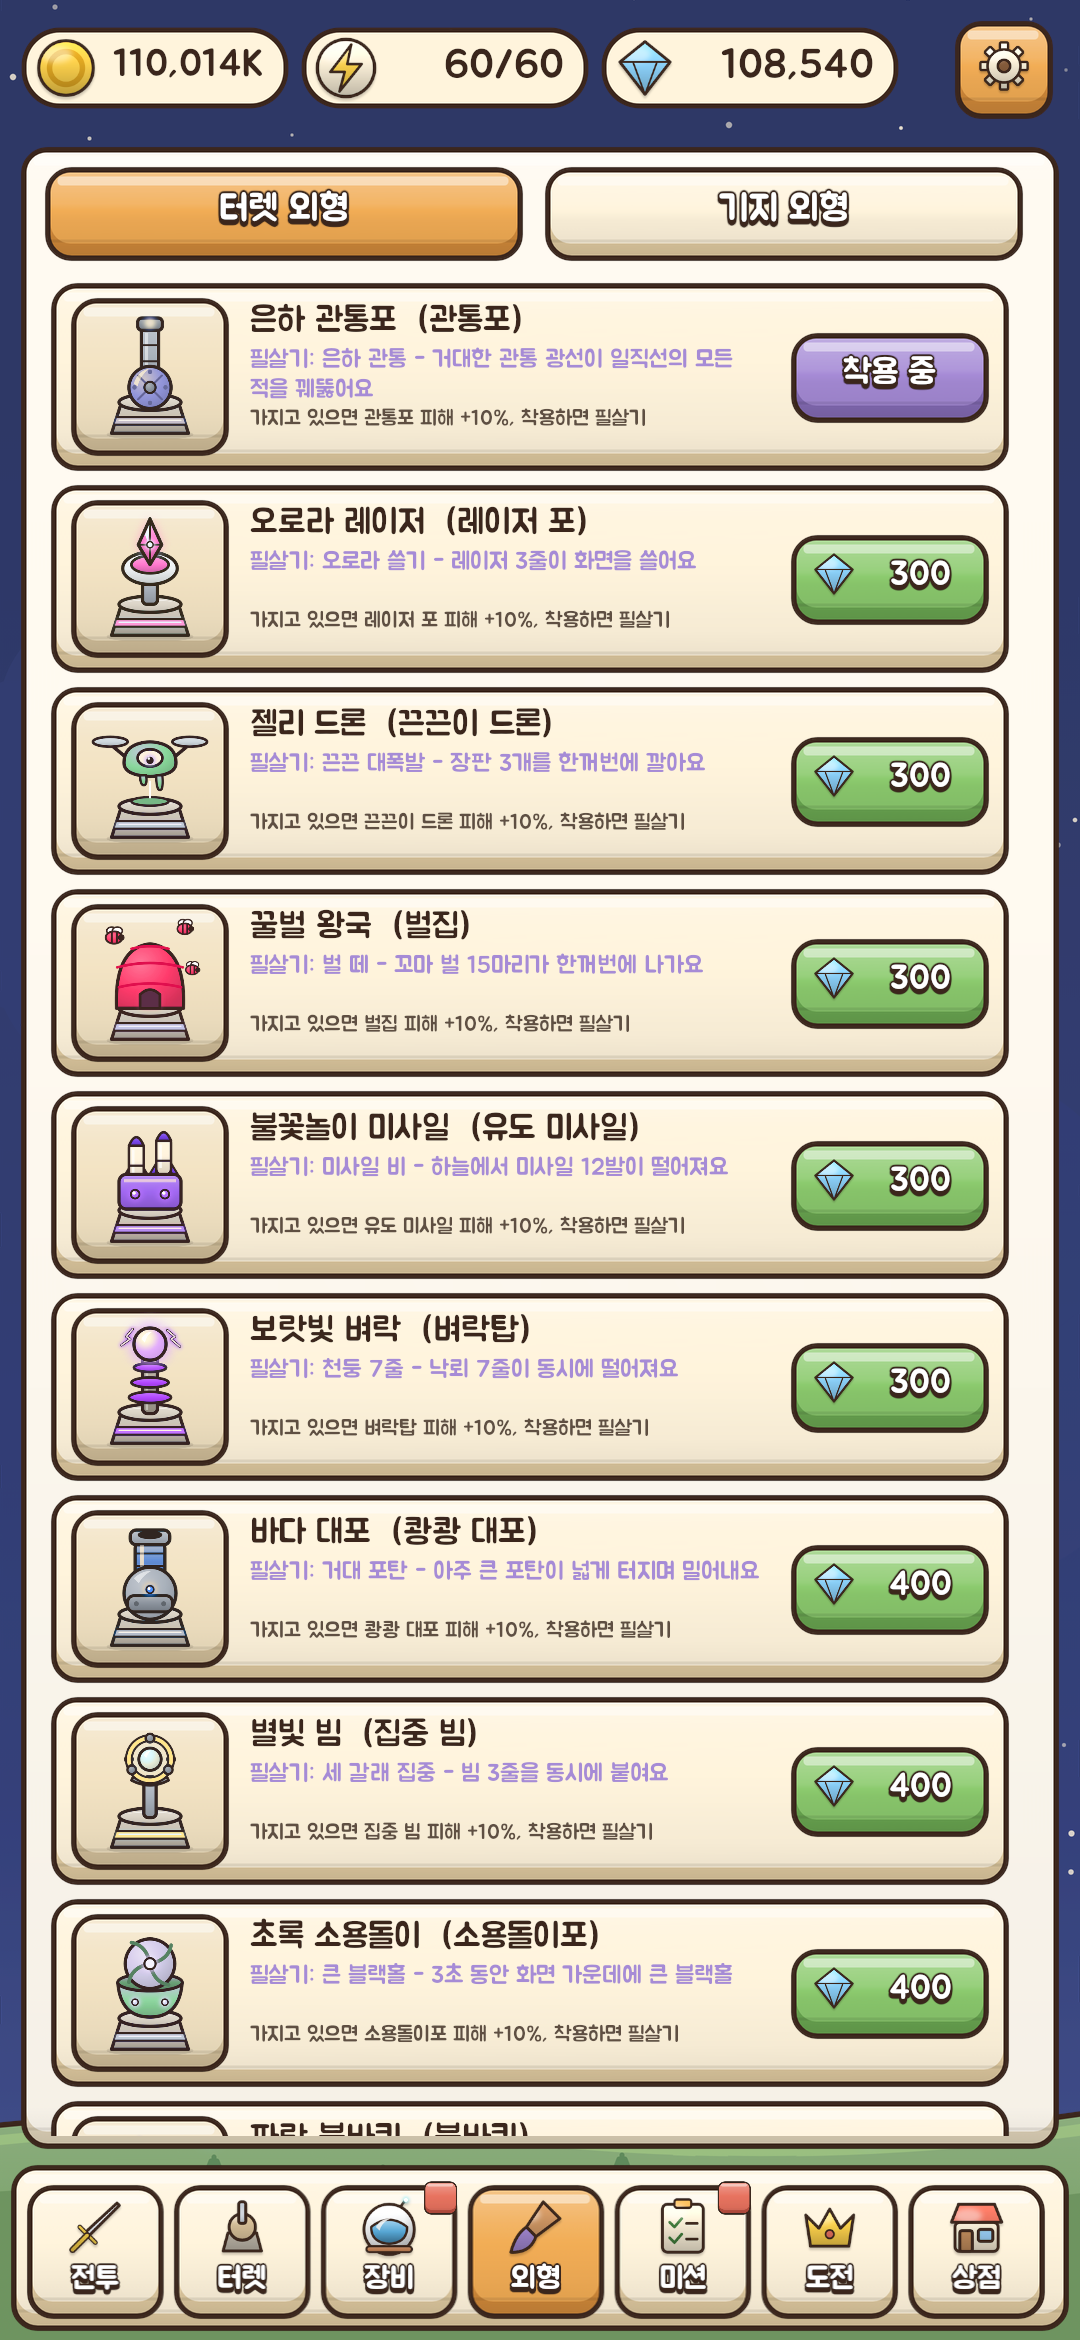 110,014K
60/60
108,540
터렛 외형
기지 외형
은하 관통포 (관통포)
필살기: 은하 관통 - 거대한 관통 광선이 일직선의 모든
적을 꿰뚫어요
가지고 있으면 관통포 피해 +10%, 착용하면 필살기
착용 중
오로라 레이저 (레이저 포)
필살기: 오로라 쓸기 - 레이저 3줄이 화면을 쓸어요
가지고 있으면 레이저 포 피해 +10%, 착용하면 필살기
300
젤리 드론 (끈끈이 드론)
필살기: 끈끈 대폭발 - 장판 3개를 한꺼번에 깔아요
가지고 있으면 끈끈이 드론 피해 +10%, 착용하면 필살기
300
꿀벌 왕국 (벌집)
필살기: 벌 떼 - 꼬마 벌 15마리가 한꺼번에 나가요
가지고 있으면 벌집 피해 +10%, 착용하면 필살기
300
불꽃놀이 미사일 (유도 미사일)
필살기: 미사일 비 - 하늘에서 미사일 12발이 떨어져요
가지고 있으면 유도 미사일 피해 +10%, 착용하면 필살기
300
보랏빛 벼락 (벼락탑)
필살기: 천둥 7줄 - 낙뢰 7줄이 동시에 떨어져요
가지고 있으면 벼락탑 피해 +10%, 착용하면 필살기
300
바다 대포 (쾅쾅 대포)
필살기: 거대 포탄 - 아주 큰 포탄이 넓게 터지며 밀어내요
가지고 있으면 쾅쾅 대포 피해 +10%, 착용하면 필살기
400
별빛 빔 (집중 빔)
필살기: 세 갈래 집중 - 빔 3줄을 동시에 붙여요
가지고 있으면 집중 빔 피해 +10%, 착용하면 필살기
400
초록 소용돌이 (소용돌이포)
필살기: 큰 블랙홀 - 3초 동안 화면 가운데에 큰 블랙홀
가지고 있으면 소용돌이포 피해 +10%, 착용하면 필살기
400
전투
터렛
장비
외형
미션
도전
상점